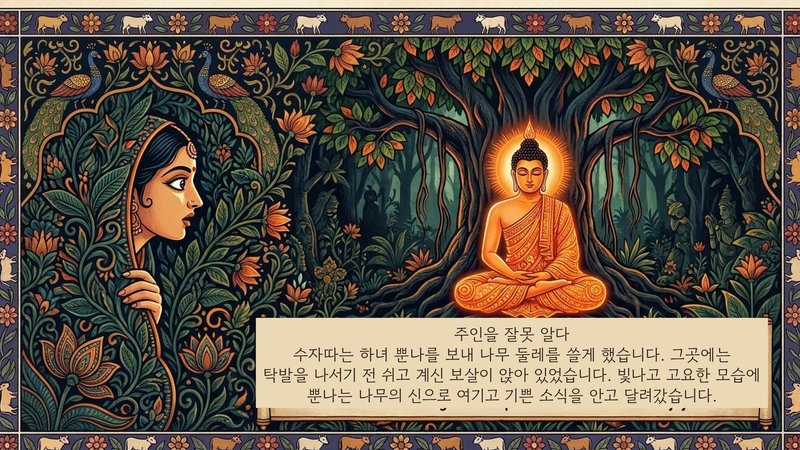 주인을 잘못 알다
수자따는 하녀 뿐나를 보내 나무 둘레를 쓸게 했습니다. 그곳에는
탁발을 나서기 전 쉬고 계신 보살이 앉아 있었습니다. 빛나고 고요한 모습에
뿐나는 나무의 신으로 여기고 기쁜 소식을 안고 달려갔습니다.